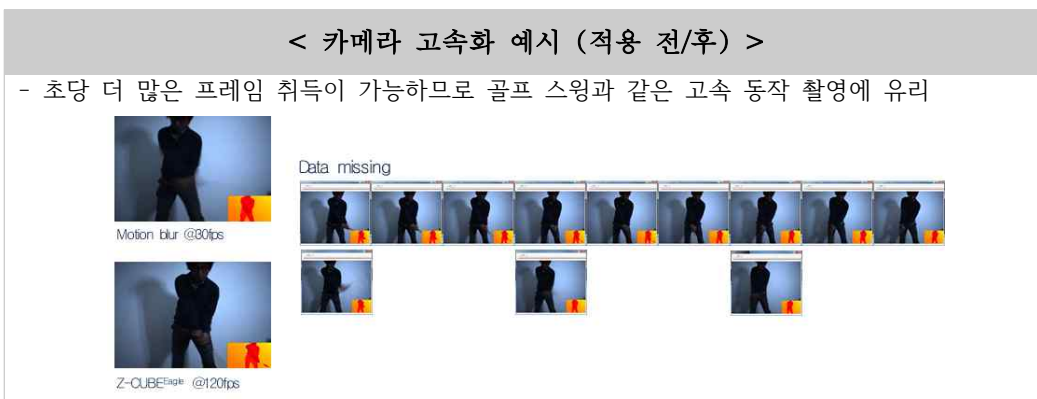 < 카메라 고속화 예시 (적용 전/후) >
- 초당 더 많은 프레임 취득이 가능하므로 골프 스윙과 같은 고속 동작 촬영에 유리
Data missing
Motion blur @30fps
Z-CUBEᴱᵃᵍˡᵉ @120fps